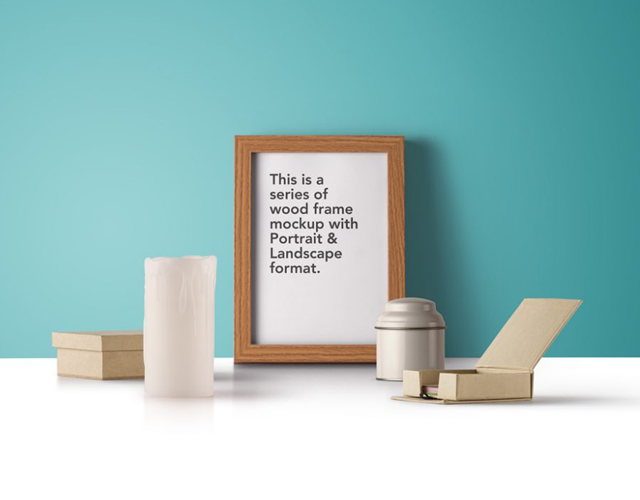 This is a
series of
wood frame
mockup with
Portrait &
Landscape
format.